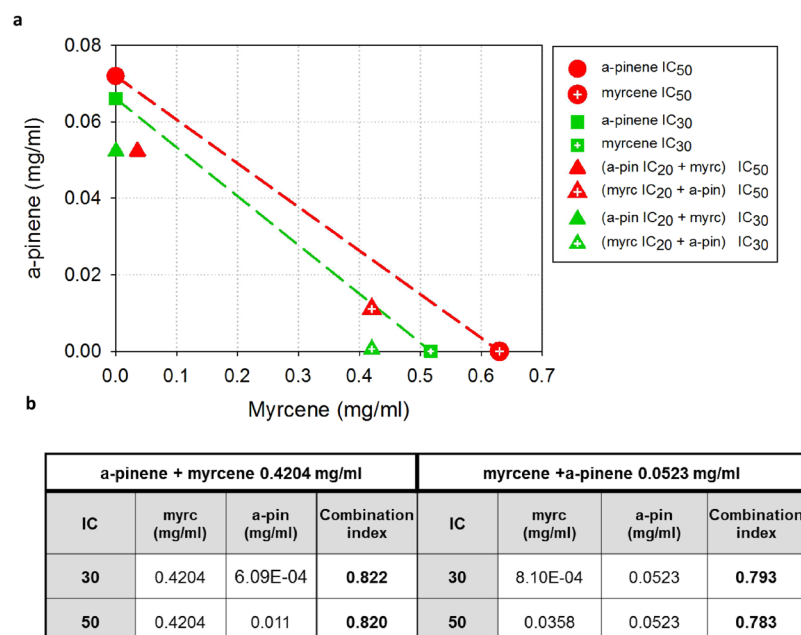 a
0.08
0.06
0.04
0.02
0.00
a-pinene (mg/ml)
0.0 0.1 0.2 0.3 0.4 0.5 0.6 0.7
Myrcene (mg/ml)
a-pinene IC50
myrcene IC50
a-pinene IC30
myrcene IC30
(a-pin IC20 + myrc) IC50
(myrc IC20 + a-pin) IC50
(a-pin IC20 + myrc) IC30
(myrc IC20 + a-pin) IC30
b
a-pinene + myrcene 0.4204 mg/ml myrcene +a-pinene 0.0523 mg/ml
IC myrc (mg/ml) a-pin (mg/ml) Combination index IC myrc (mg/ml) a-pin (mg/ml) Combination index
30 0.4204 6.09E-04 0.822 30 8.10E-04 0.0523 0.793
50 0.4204 0.011 0.820 50 0.0358 0.0523 0.783